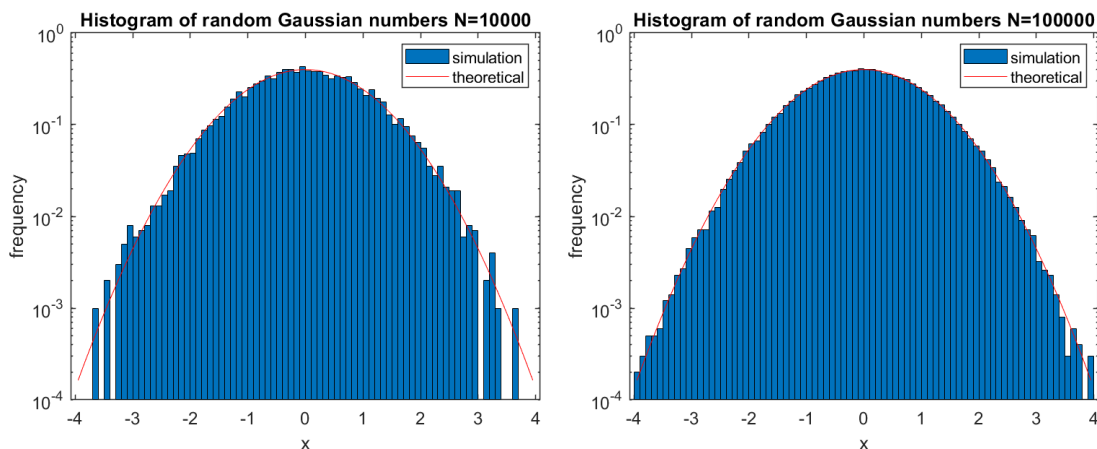 Histogram of random Gaussian numbers N=10000
10^0
10^-1
10^-2
10^-3
10^-4
frequency
simulation
theoretical
-4 -3 -2 -1 0 1 2 3 4
x
Histogram of random Gaussian numbers N=100000
10^0
10^-1
10^-2
10^-3
10^-4
frequency
simulation
theoretical
-4 -3 -2 -1 0 1 2 3 4
x